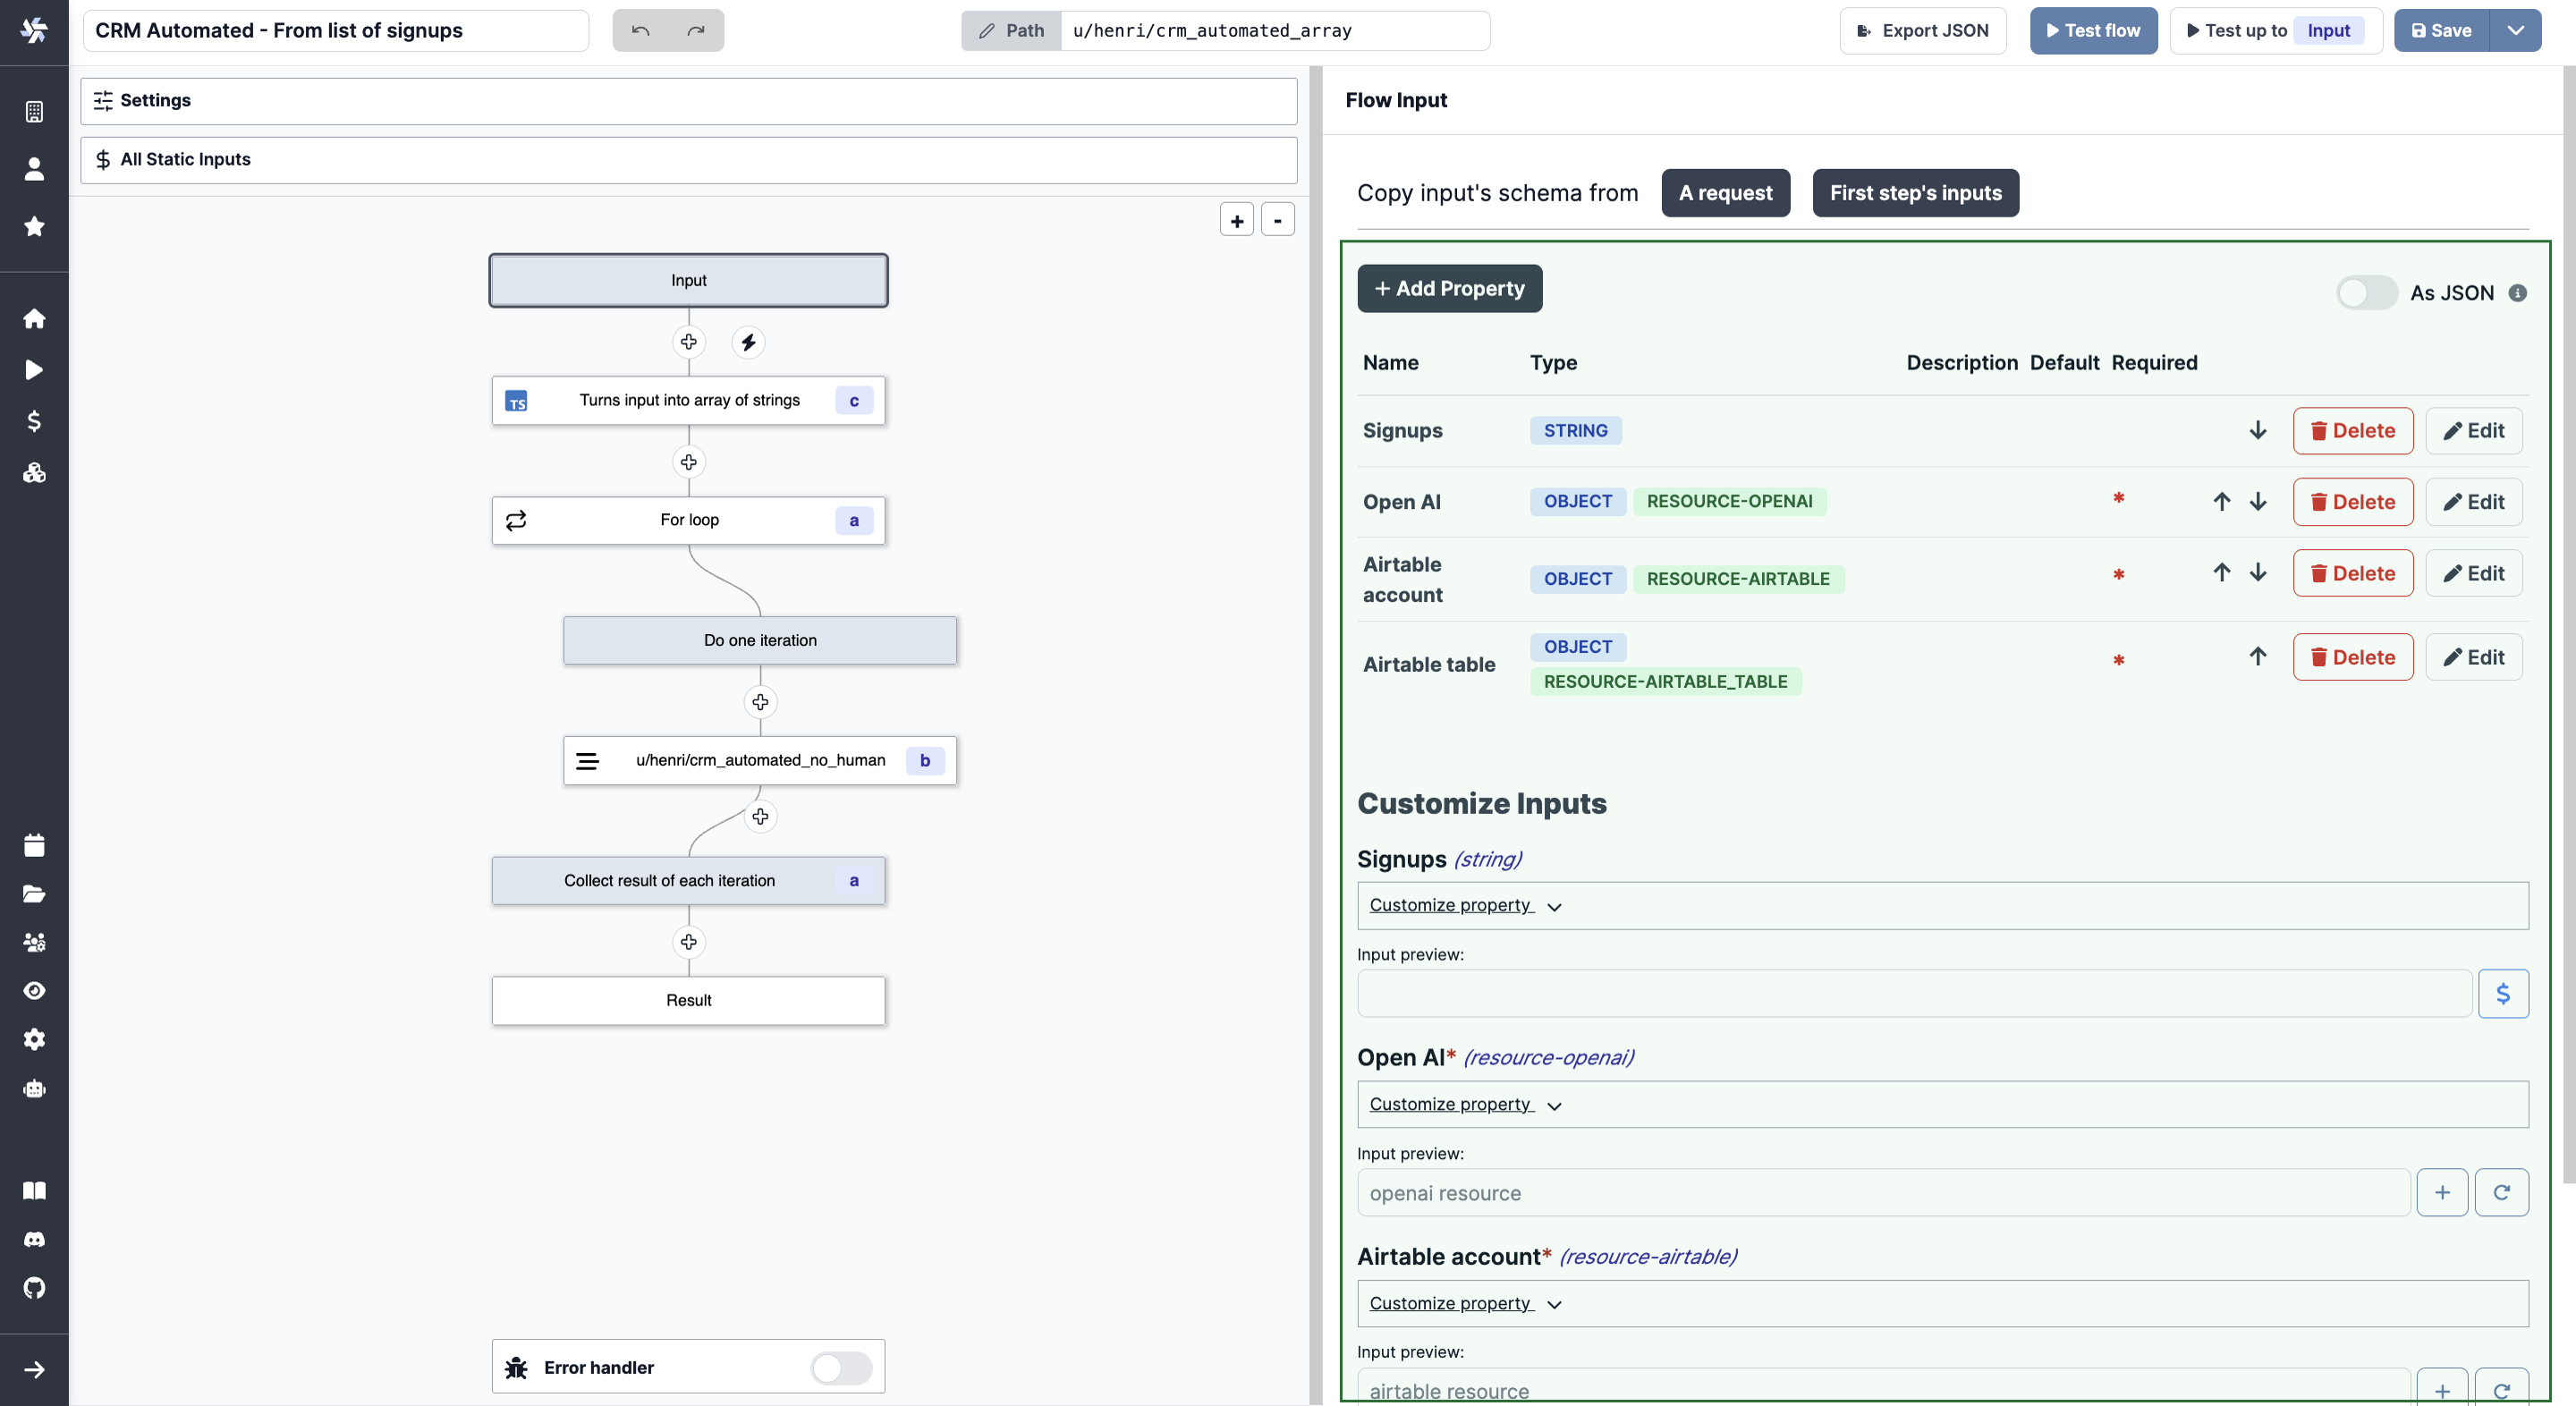 CRM Automated - From list of signups
Path
u/henri/crm_automated_array
Export JSON
Test flow
Test up to Input
Save
Settings
All Static Inputs
+ -
Input
TS Turns input into array of strings c
For loop a
Do one iteration
u/henri/crm_automated_no_human b
Collect result of each iteration a
Result
Error handler
Flow Input
Copy input's schema from A request First step's inputs
+ Add Property
As JSON
Name Type Description Default Required
Signups STRING Delete Edit
Open AI OBJECT RESOURCE-OPENAI * Delete Edit
Airtable
account
OBJECT RESOURCE-AIRTABLE * Delete Edit
Airtable table
OBJECT
RESOURCE-AIRTABLE_TABLE
* Delete Edit
Customize Inputs
Signups (string)
Customize property
Input preview:
$
Open AI* (resource-openai)
Customize property
Input preview:
openai resource
+
Airtable account* (resource-airtable)
Customize property
Input preview:
airtable resource
+